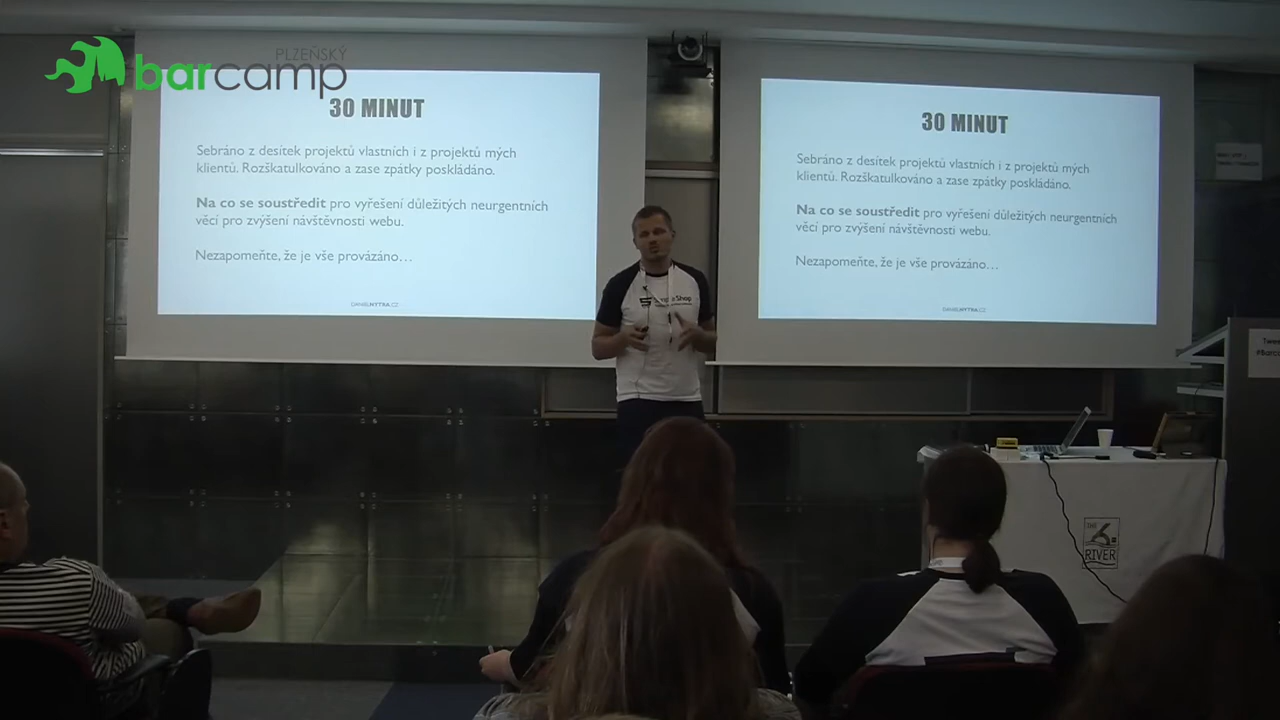 PLZEŇSKÝ
barcamp
30 MINUT
Sebráno z desítek projektů vlastních i z projektů mých
klientů. Rozškatulkováno a zase zpátky poskládáno.
Na co se soustředit pro vyřešení důležitých neurgentních
věcí pro zvýšení návštěvnosti webu.
Nezapomeňte, že je vše provázáno…
DANIELNYTRA.CZ
30 MINUT
Sebráno z desítek projektů vlastních i z projektů mých
klientů. Rozškatulkováno a zase zpátky poskládáno.
Na co se soustředit pro vyřešení důležitých neurgentních
věcí pro zvýšení návštěvnosti webu.
Nezapomeňte, že je vše provázáno…
DANIELNYTRA.CZ
Shop
THE
RIVER